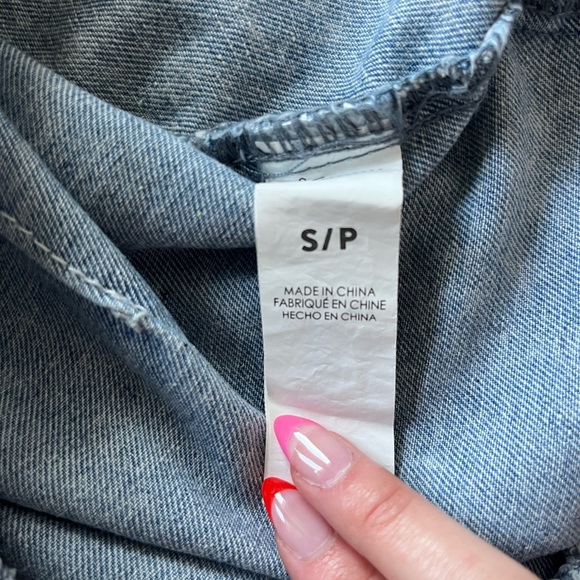 S/P
MADE IN CHINA
FABRIQUÉ EN CHINE
HECHO EN CHINA